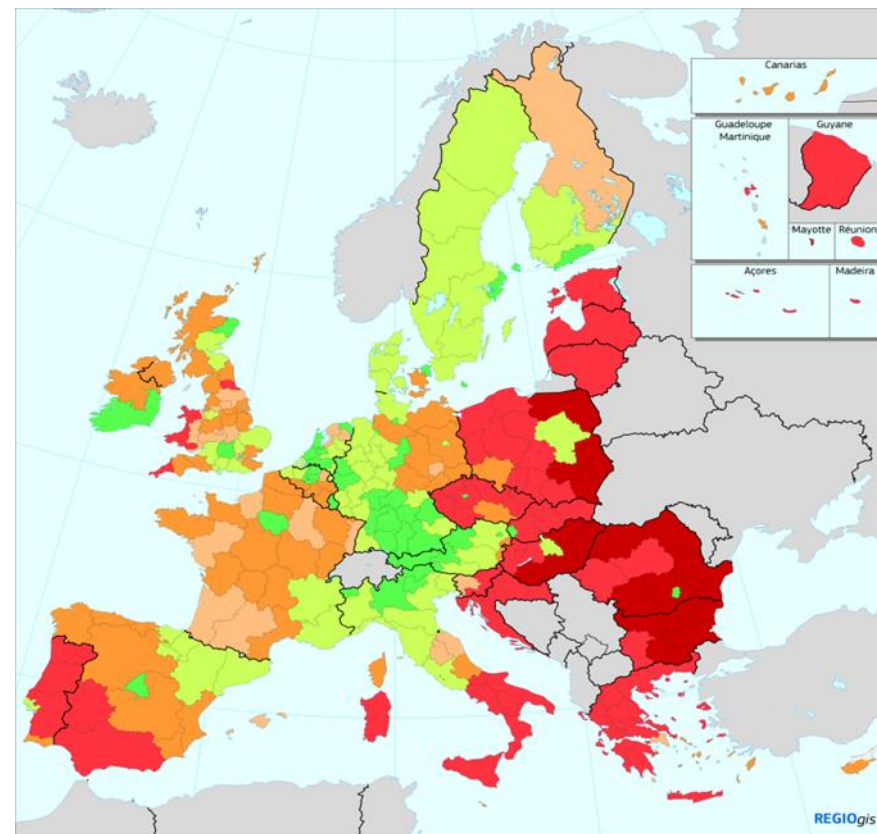 Canarias
Guadeloupe
Martinique
Guyane
Mayotte
Réunion
Açores
Madeira
REGIOgis